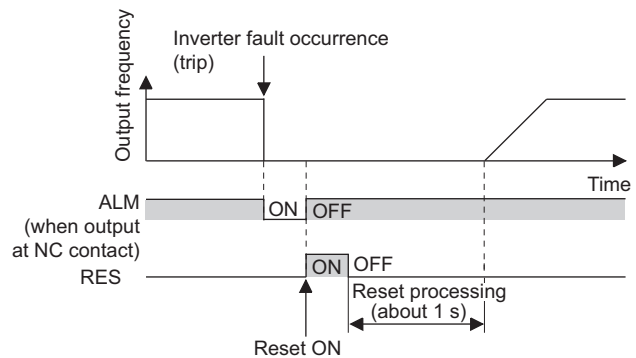 Output frequency
Inverter fault occurrence
(trip)
Time
ALM
(when output
at NC contact)
ON
OFF
RES
ON
OFF
Reset processing
(about 1 s)
Reset ON